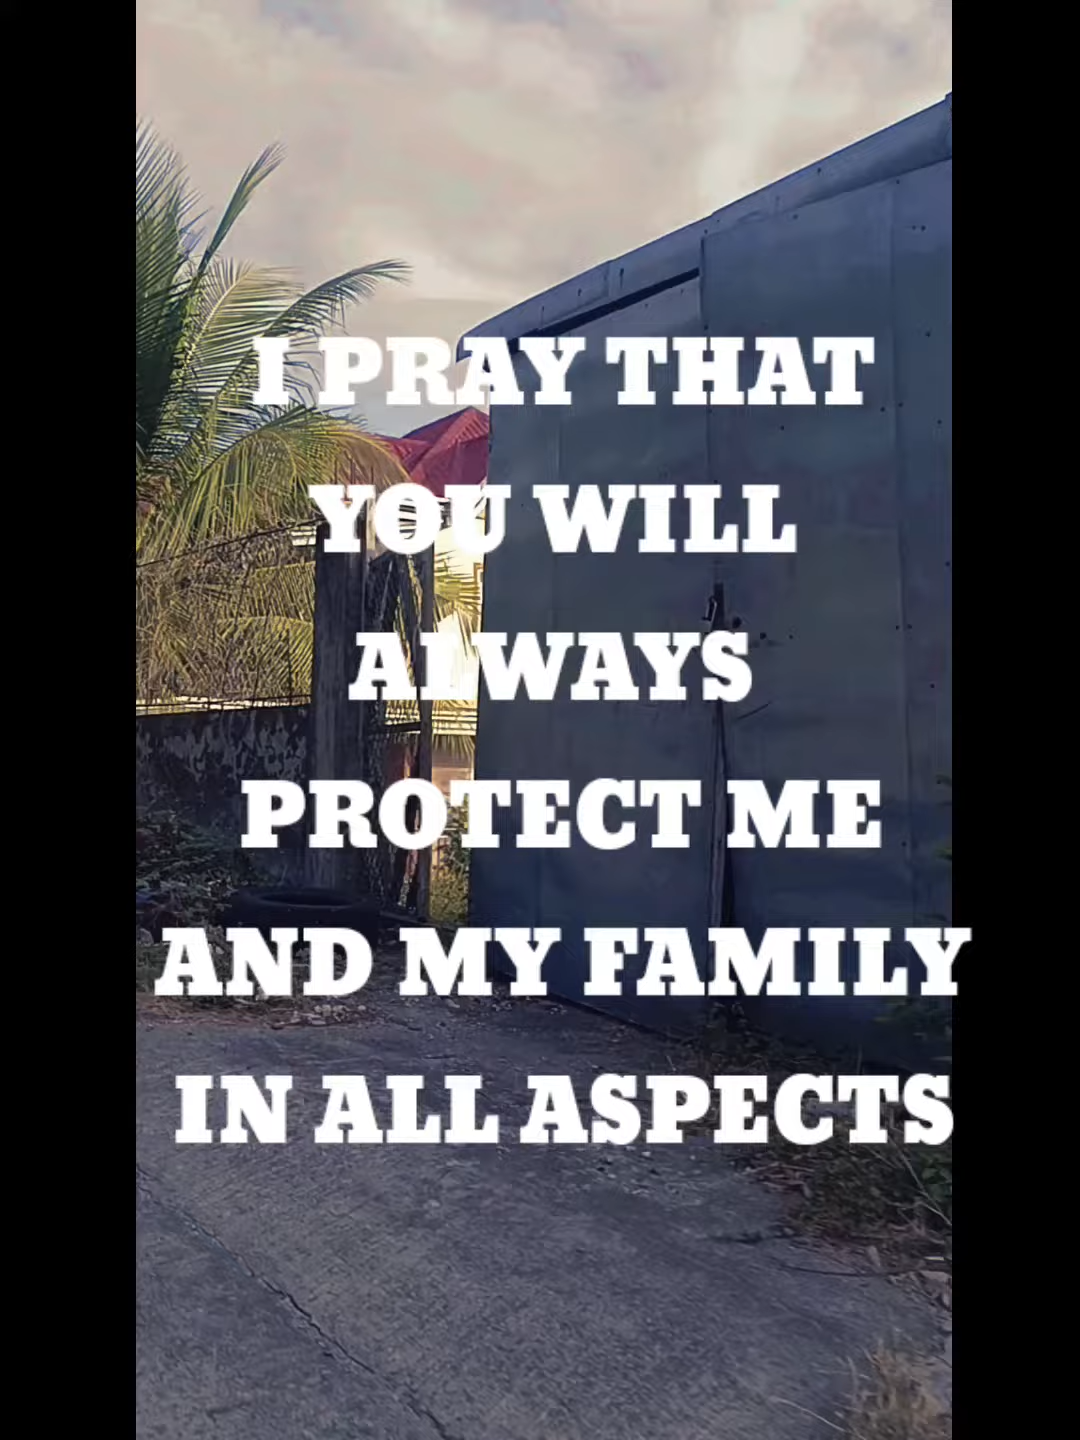 I PRAY THAT
YOU WILL
ALWAYS
PROTECT ME
AND MY FAMILY
IN ALL ASPECTS